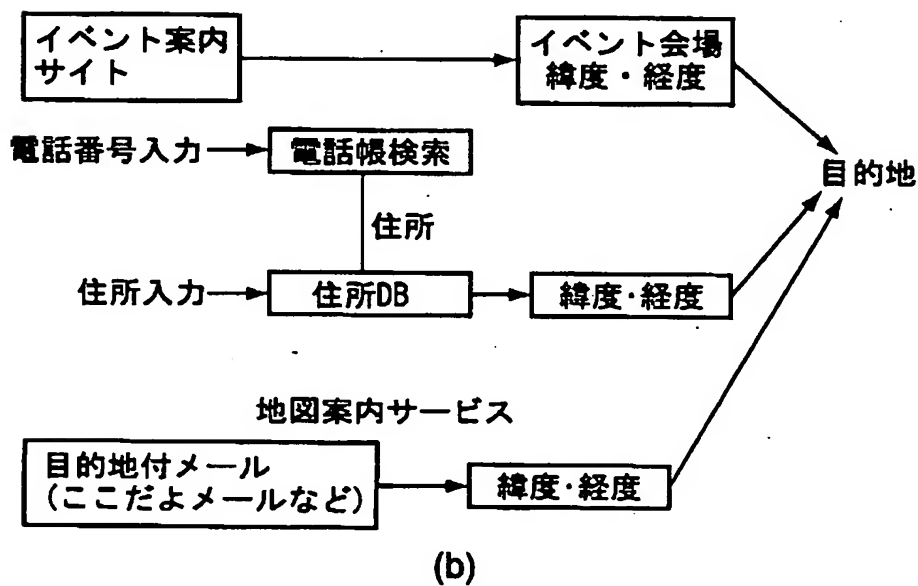 イベント案内
サイト
イベント会場
緯度・経度
電話番号入力
電話帳検索
目的地
住所
住所入力
住所DB
緯度・経度
地図案内サービス
目的地付メール
(ここだよメールなど)
緯度・経度
(b)